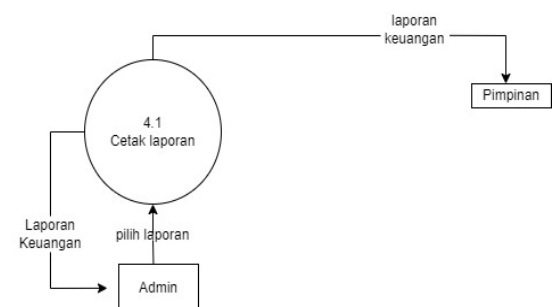 laporan
keuangan
Pimpinan
4.1
Cetak laporan
Laporan
Keuangan
pilih laporan
Admin